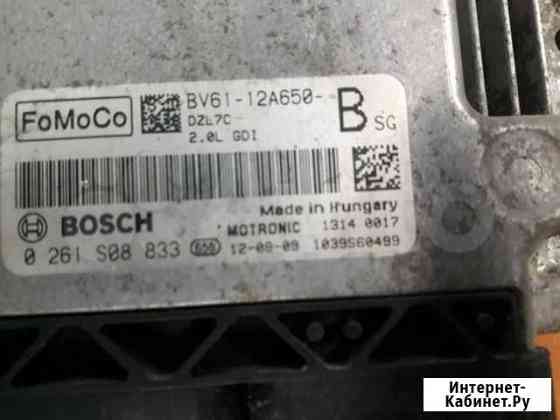 FoMoCo
BV61-12A650- B SG
DZL7C
2.0L GDI
Made in Hungary
BOSCH
MOTRONIC 1314 0017
0 261 S08 833 12-08-09 1039S60499
Интернет-
Кабинет.Ру